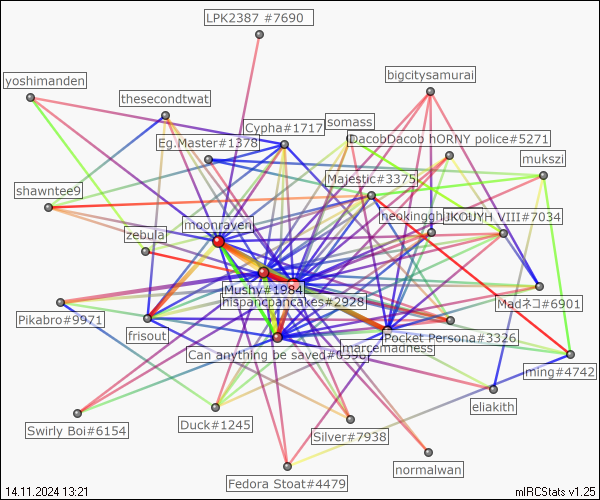 LPK2387 #7690
bigcitysamurai
yoshimanden
thesecondtwat
somass
Cypha#1717
DacobDacob hORNY police#5271
Eg.Master#1378
mukszi
Majestic#3375
shawntee9
moonraven
JKOUYH VIII#7034
zebula
Mushy#1984
hispancpancakes#2928
Madネコ#6901
Pikabro#9971
frisout
Pocket Persona#3326
marcemadness
Can anything be saved
ming#4742
eliakith
Duck#1245
Swirly Boi#6154
Silver#7938
normalwan
Fedora Stoat#4479
14.11.2024 13:21
mIRCStats v1.25